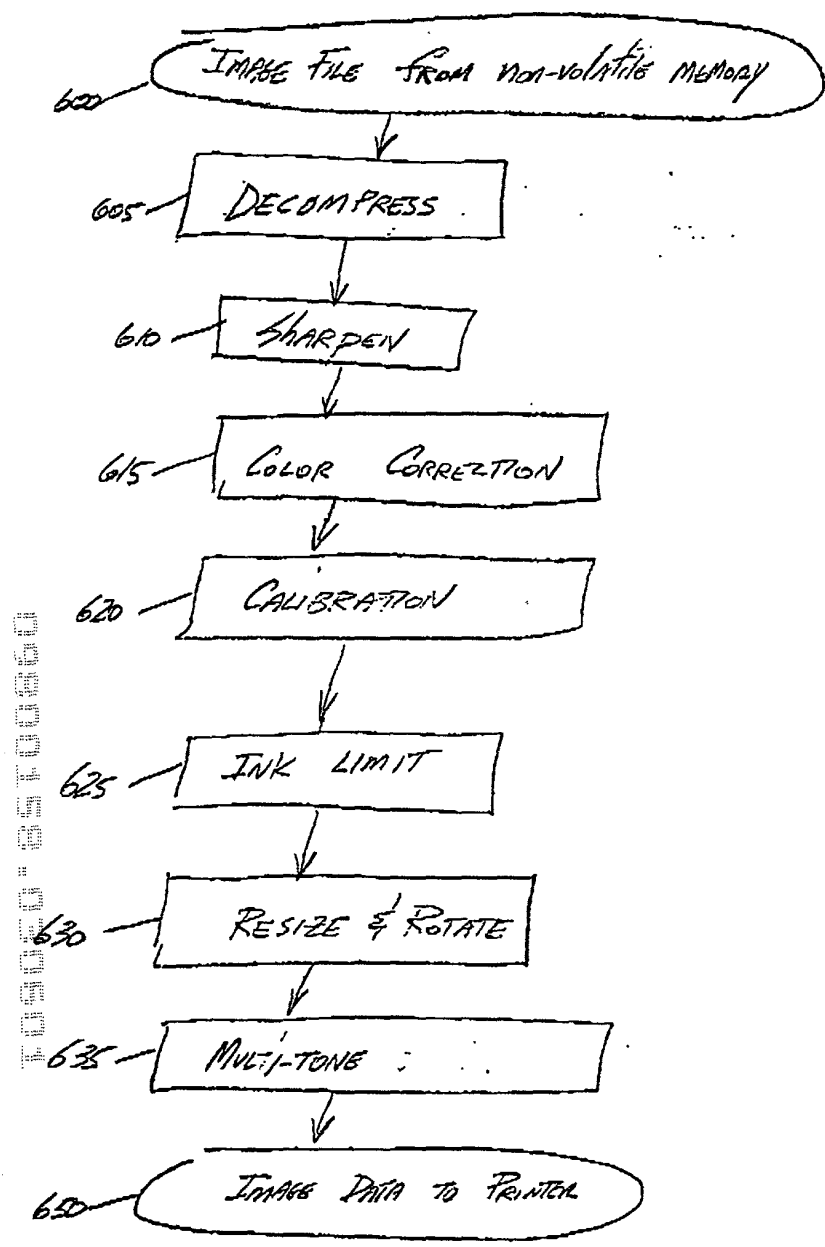 IMAGE FILE FROM NON-VOLATILE MEMORY
600
DECOMPRESS
605
SHARPEN
610
COLOR CORRECTION
615
CALIBRATION
620
INK LIMIT
625
RESIZE & ROTATE
630
MULTI-TONE
635
IMAGE DATA TO PRINTER
650